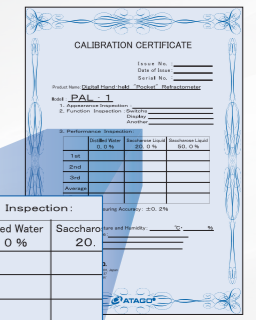 CALIBRATION CERTIFICATE
Issue No. :
Date of Issue:
Serial No. :
Product Name: Digital Hand-held "Pocket" Refractometer
Model: PAL - 1
1. Appearance Inspection :
2. Function Inspection : Switchs
Display
Another
3. Performance Inspection:
Distilled Water Saccharose Liquid Saccharose Liquid
0. 0 % 20. 0 % 50. 0 %
1st
2nd
3rd
Average
suring Accuracy: ±0. 2%
ture and Humidity : °C, %
Inspection:
ed Water Saccharo
0 % 20.
ATAGO